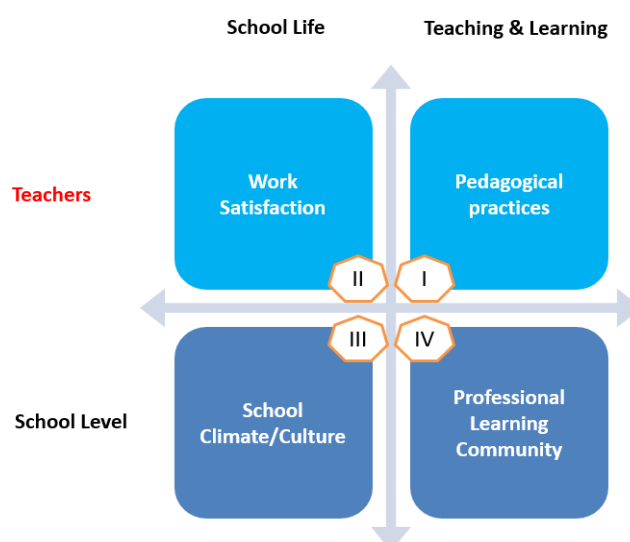 School Life
Teaching & Learning
Teachers
Work
Satisfaction
Pedagogical
practices
II
I
III
IV
School Level
School
Climate/Culture
Professional
Learning
Community